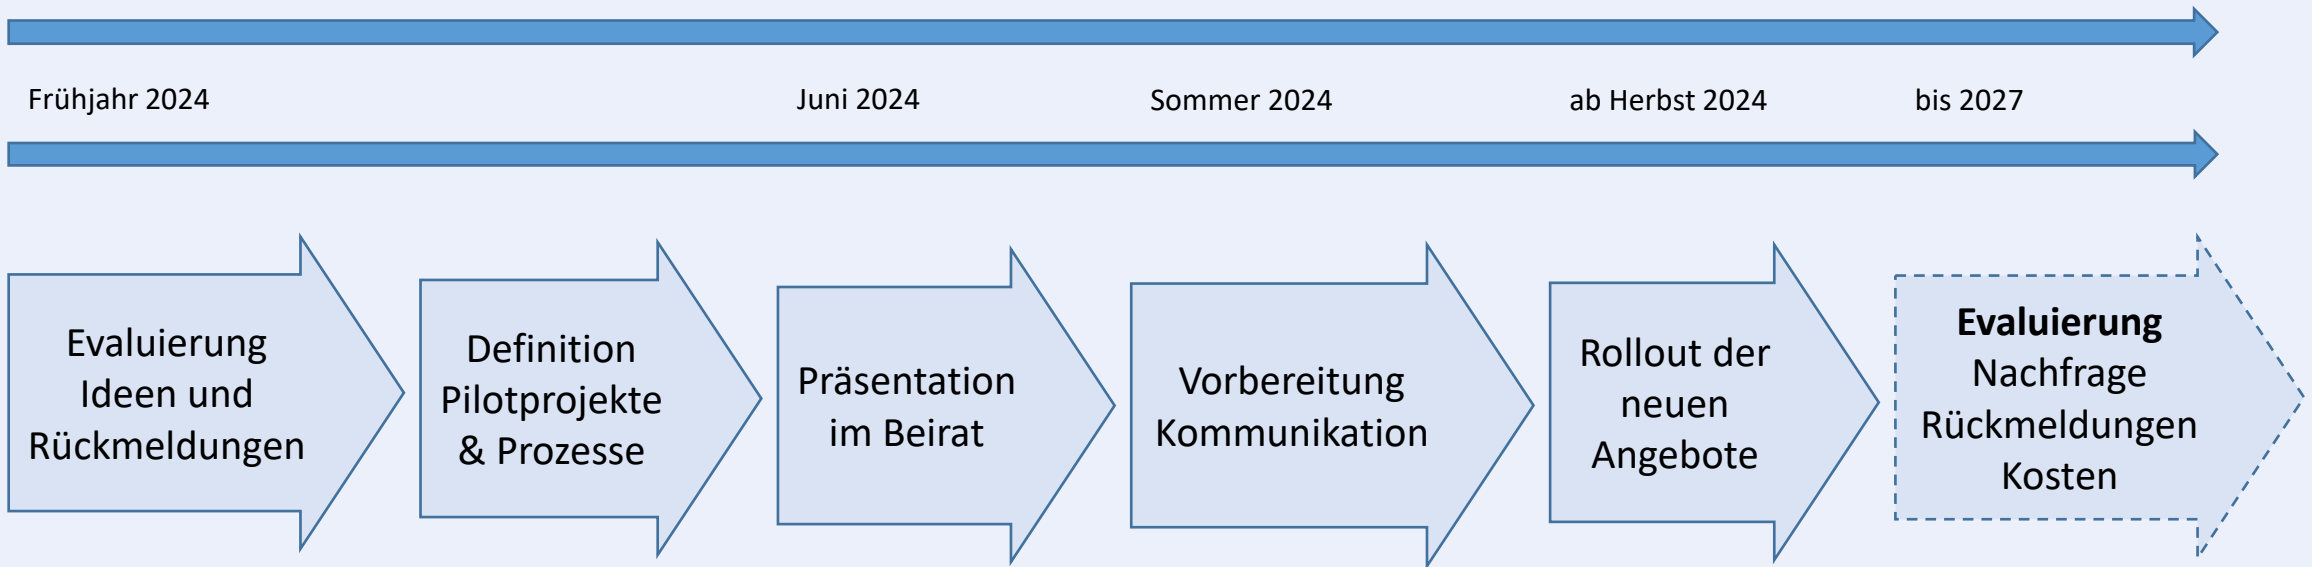 Frühjahr 2024
Juni 2024
Sommer 2024
ab Herbst 2024
bis 2027
Evaluierung
Ideen und
Rückmeldungen
Definition
Pilotprojekte
& Prozesse
Präsentation
im Beirat
Vorbereitung
Kommunikation
Rollout der
neuen
Angebote
Evaluierung
Nachfrage
Rückmeldungen
Kosten